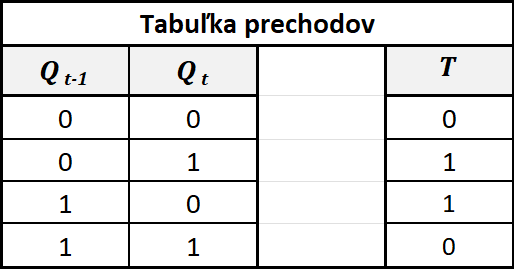 Tabuľka prechodov
Q t-1 Q t T
0 0 0
0 1 1
1 0 1
1 1 0